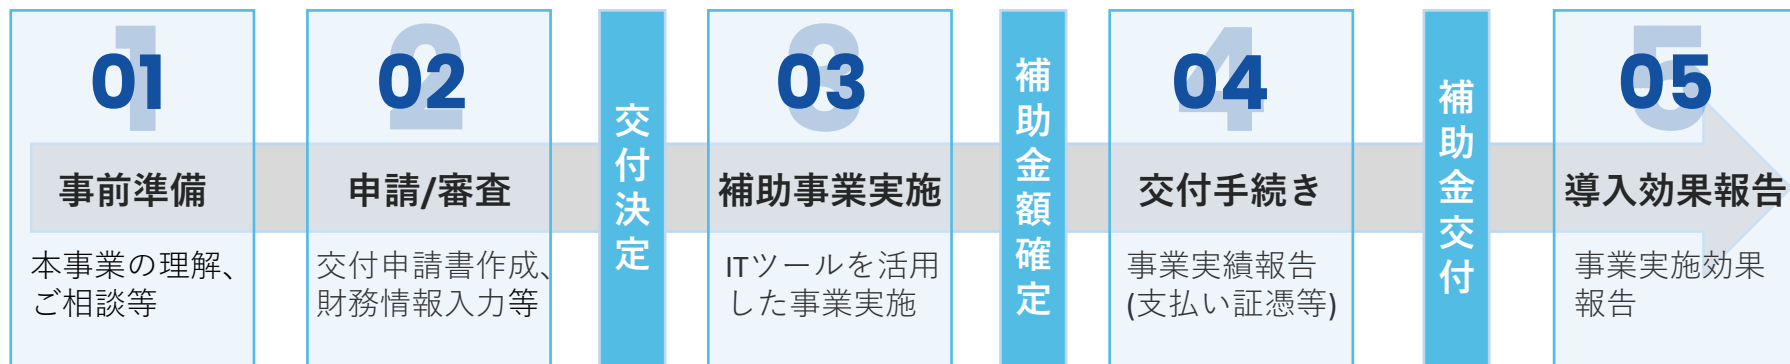 1
01
事前準備
本事業の理解、
ご相談等
2
02
申請/審査
交付申請書作成、
財務情報入力等
交付決定
3
03
補助事業実施
ITツールを活用
した事業実施
補助金額確定
4
04
交付手続き
事業実績報告
(支払い証憑等)
補助金交付
5
05
導入効果報告
事業実施効果
報告